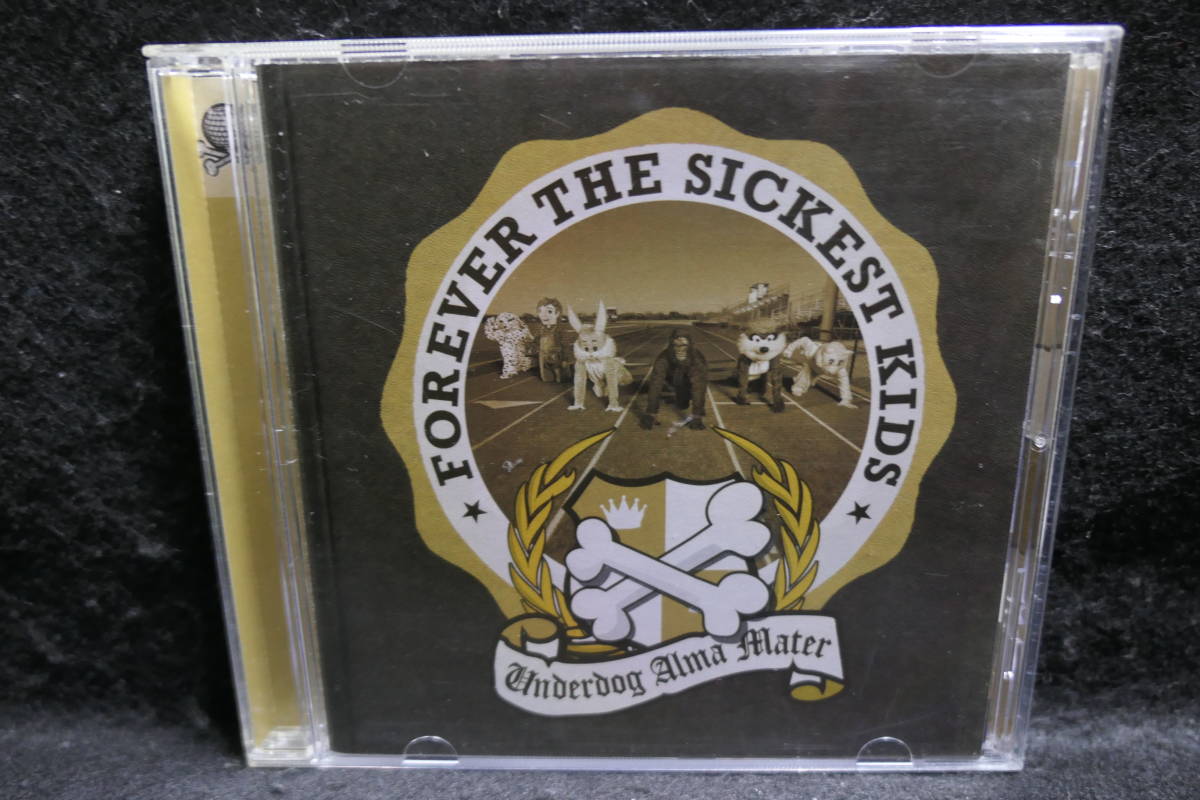 ★ FOREVER THE SICKEST KIDS ★
Underdog Alma Mater